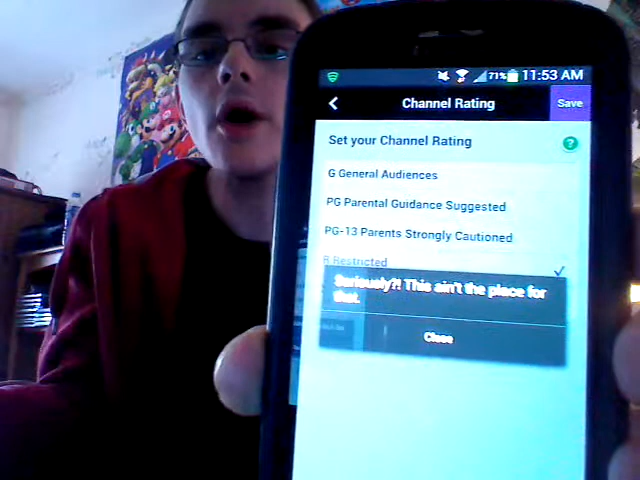 71% 11:53 AM
Channel Rating Save
Set your Channel Rating ?
G General Audiences
PG Parental Guidance Suggested
PG-13 Parents Strongly Cautioned
R Restricted
Seriously?! This ain't the place for
that.
Close